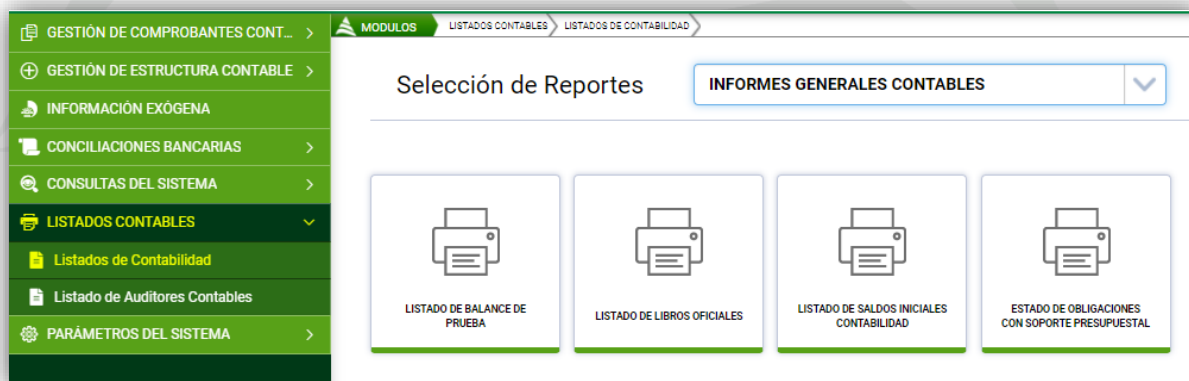 GESTIÓN DE COMPROBANTES CONT...
GESTIÓN DE ESTRUCTURA CONTABLE
INFORMACIÓN EXÓGENA
CONCILIACIONES BANCARIAS
CONSULTAS DEL SISTEMA
LISTADOS CONTABLES
Listados de Contabilidad
Listado de Auditores Contables
PARÁMETROS DEL SISTEMA
MODULOS LISTADOS CONTABLES LISTADOS DE CONTABILIDAD
Selección de Reportes INFORMES GENERALES CONTABLES
LISTADO DE BALANCE DE
PRUEBA
LISTADO DE LIBROS OFICIALES
LISTADO DE SALDOS INICIALES
CONTABILIDAD
ESTADO DE OBLIGACIONES
CON SOPORTE PRESUPUESTAL